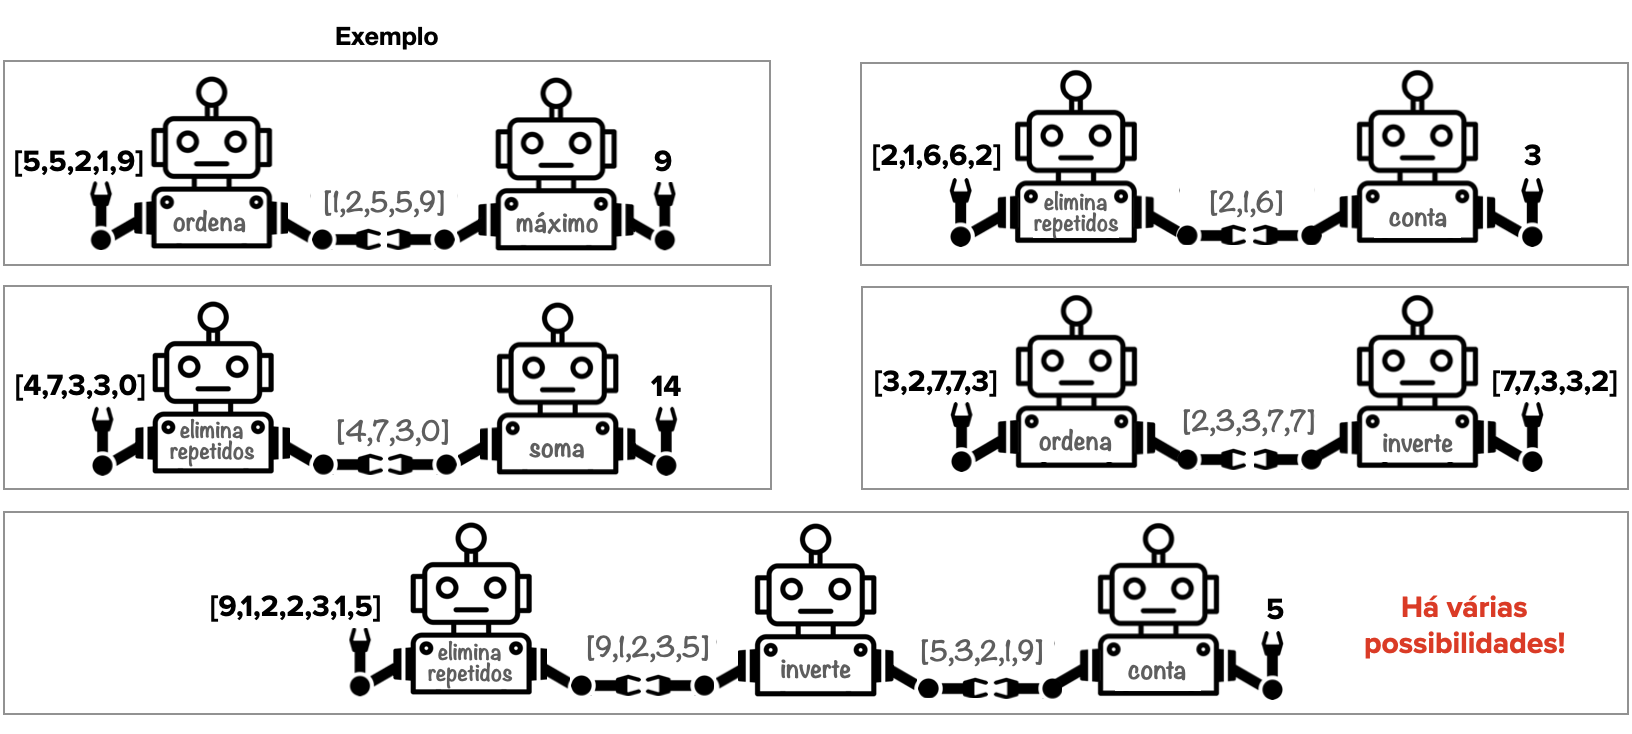 Exemplo
[5,5,2,1,9]
ordena
[1,2,5,5,9]
máximo
9
[2,1,6,6,2]
elimina
repetidos
[2,1,6]
conta
3
[4,7,3,3,0]
elimina
repetidos
[4,7,3,0]
soma
14
[3,2,7,7,3]
ordena
[2,3,3,7,7]
inverte
[7,7,3,3,2]
[9,1,2,2,3,1,5]
elimina
repetidos
[9,1,2,3,5]
inverte
[5,3,2,1,9]
conta
5
Há várias
possibilidades!